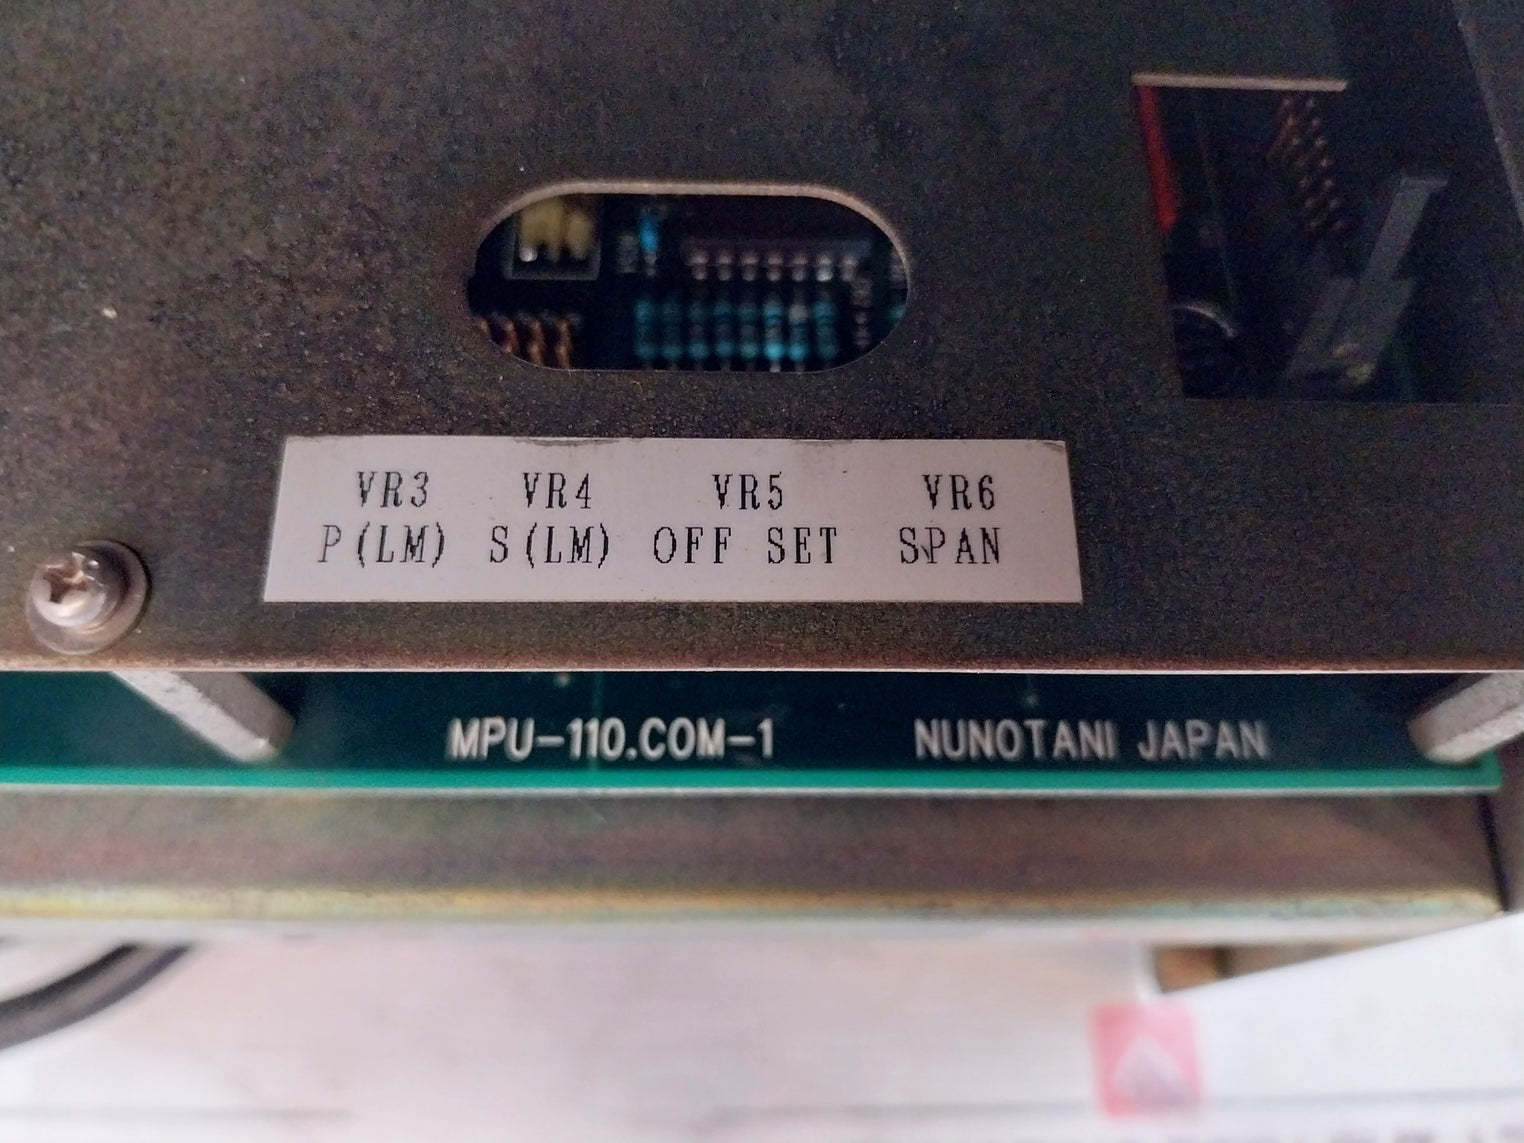 VR3 VR4 VR5 VR6
P(LM) S(LM) OFF SET SPAN
MPU-110.COM-1 NUNOTANI JAPAN